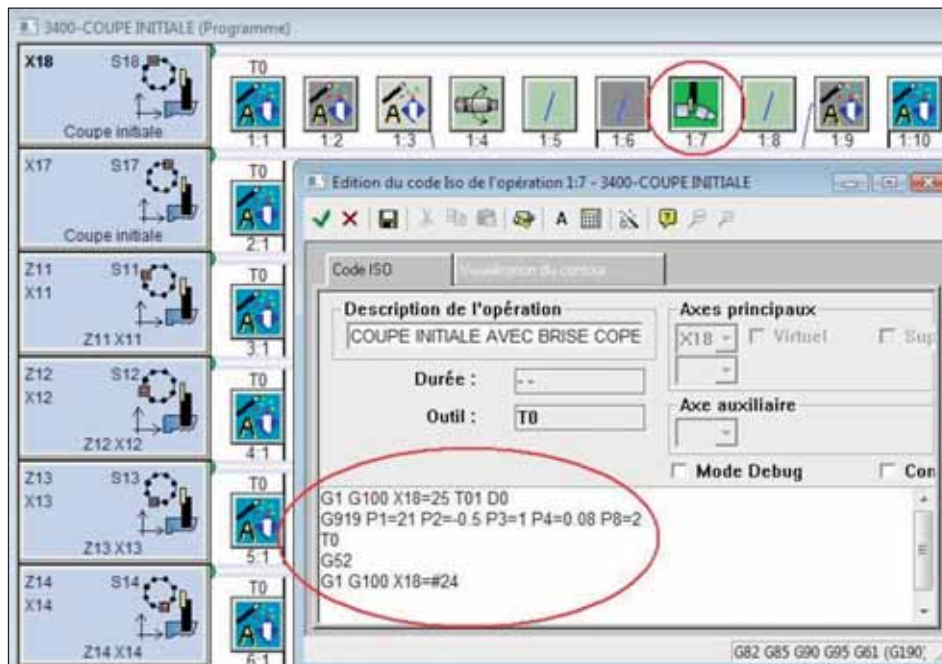 3400-COUPE INITIALE (Programme)
X18 S18
Coupe initiale
T0
1:1 1:2 1:3 1:4 1:5 1:6 1:7 1:8 1:9 1:10
X17 S17
Coupe initiale
T0
2:1
Z11 S11
X11
Z11 X11
T0
3:1
Z12 S12
X12
Z12 X12
T0
4:1
Z13 S13
X13
Z13 X13
T0
5:1
Z14 S14
X14
Z14 X14
T0
6:1
Edition du code Iso de l'opération 1:7 - 3400-COUPE INITIALE
A
Code ISO
Visualisation du contour
Description de l'opération
COUPE INITIALE AVEC BRISE COPE
Durée :
- -
Outil :
T0
Axes principaux
X18
Virtuel
Sup
Axe auxiliaire
Mode Debug
Con
G1 G100 X18=25 T01 D0
G919 P1=21 P2=-0.5 P3=1 P4=0.08 P8=2
T0
G52
G1 G100 X18=#24
G82 G85 G90 G95 G61 (G190;